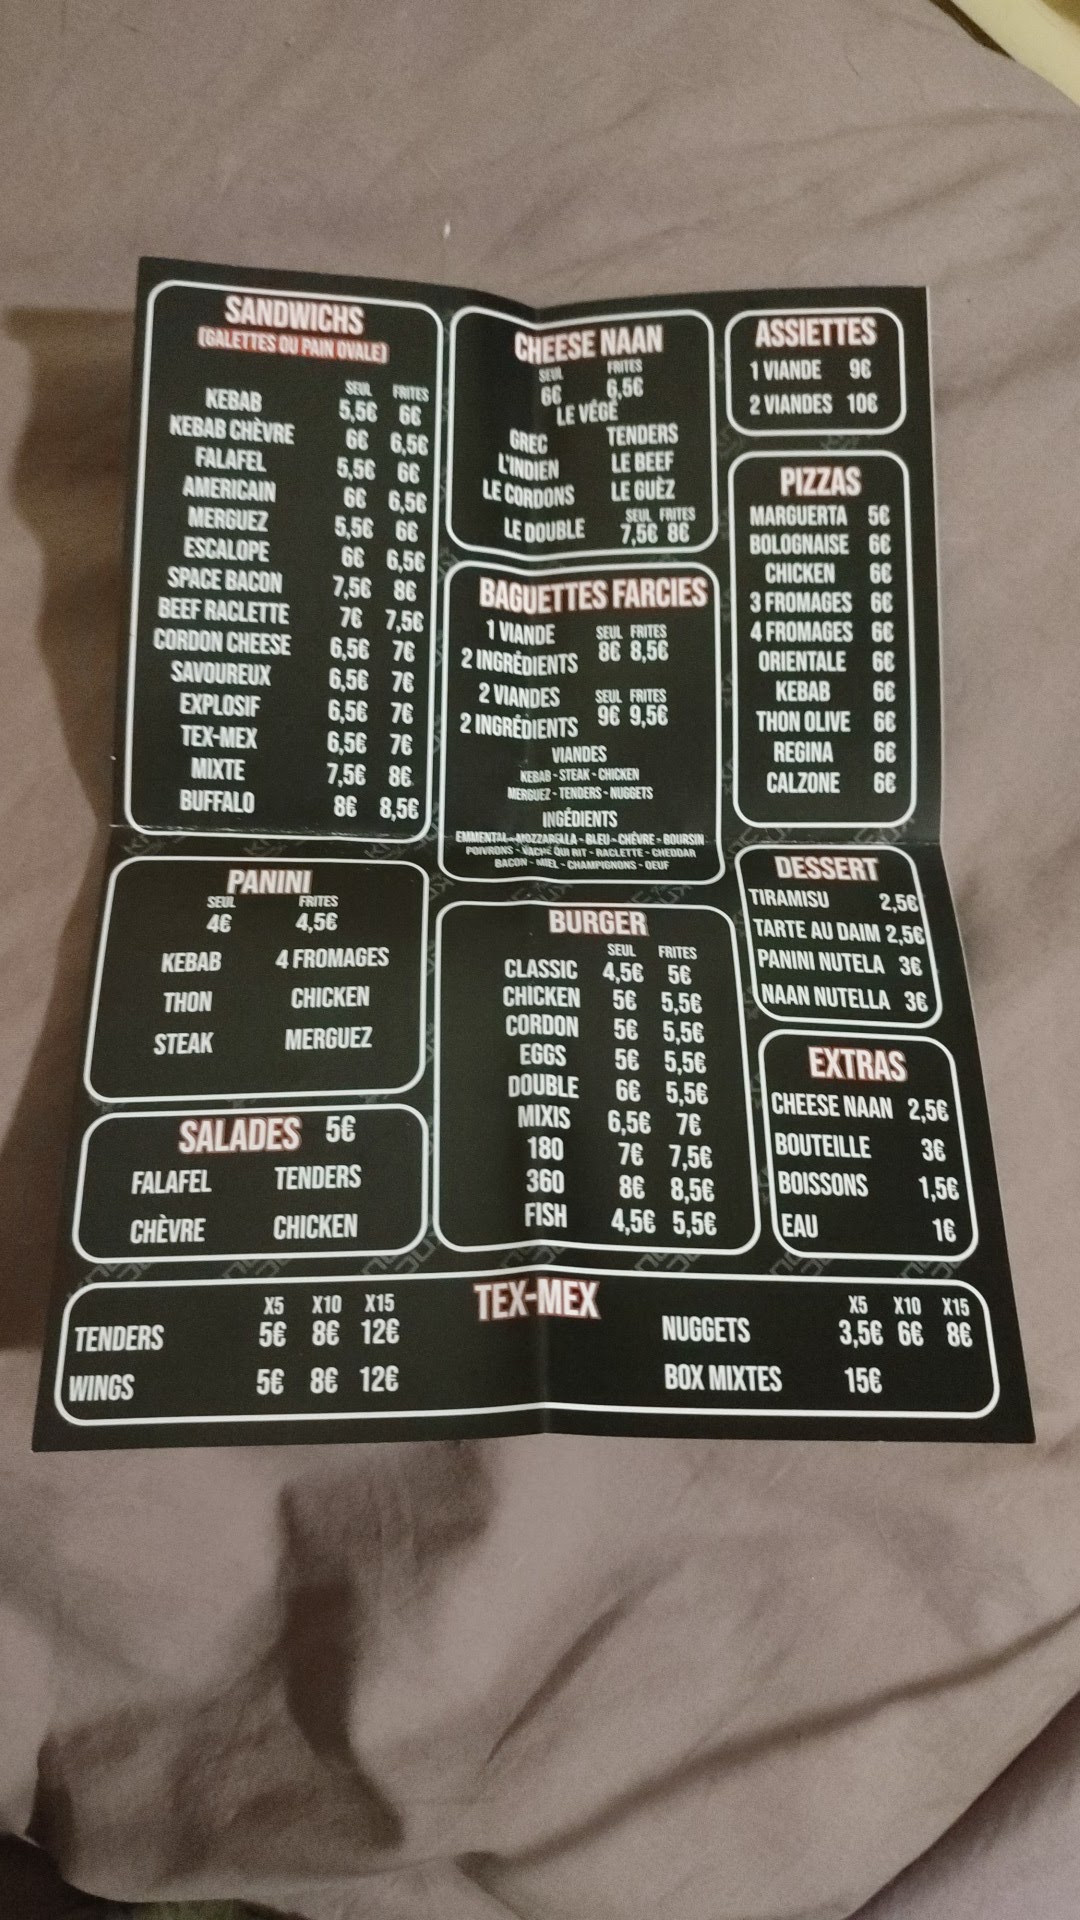 SANDWICHS
(GALETTES OU PAIN OVALE)
SEUL FRITES
KEBAB 5,5€ 6€
KEBAB CHÈVRE 6€ 6,5€
FALAFEL 5,5€ 6€
AMERICAIN 6€ 6,5€
MERGUEZ 5,5€ 6€
ESCALOPE 6€ 6,5€
SPACE BACON 7,5€ 8€
BEEF RACLETTE 7€ 7,5€
CORDON CHEESE 6,5€ 7€
SAVOUREUX 6,5€ 7€
EXPLOSIF 6,5€ 7€
TEX-MEX 6,5€ 7€
MIXTE 7,5€ 8€
BUFFALO 8€ 8,5€
CHEESE NAAN
SEUL FRITES
6€ 6,5€
LE VÉGÉ
GREC TENDERS
L'INDIEN LE BEEF
LE CORDONS LE GUÈZ
SEUL FRITES
LE DOUBLE 7,5€ 8€
ASSIETTES
1 VIANDE 9€
2 VIANDES 10€
PIZZAS
MARGUERTA 5€
BOLOGNAISE 6€
CHICKEN 6€
3 FROMAGES 6€
4 FROMAGES 6€
ORIENTALE 6€
KEBAB 6€
THON OLIVE 6€
REGINA 6€
CALZONE 6€
BAGUETTES FARCIES
1 VIANDE SEUL FRITES
2 INGRÉDIENTS 8€ 8,5€
2 VIANDES SEUL FRITES
2 INGRÉDIENTS 9€ 9,5€
VIANDES
KEBAB - STEAK - CHICKEN
MERGUEZ - TENDERS - NUGGETS
INGÉDIENTS
EMMENTAL - MOZZARELLA - BLEU - CHÈVRE - BOURSIN
POIVRONS - VACHE QUI RIT - RACLETTE - CHEDDAR
BACON - MIEL - CHAMPIGNONS - OEUF
PANINI
SEUL FRITES
4€ 4,5€
KEBAB 4 FROMAGES
THON CHICKEN
STEAK MERGUEZ
SALADES 5€
FALAFEL TENDERS
CHÈVRE CHICKEN
BURGER
SEUL FRITES
CLASSIC 4,5€ 5€
CHICKEN 5€ 5,5€
CORDON 5€ 5,5€
EGGS 5€ 5,5€
DOUBLE 6€ 5,5€
MIXIS 6,5€ 7€
180 7€ 7,5€
360 8€ 8,5€
FISH 4,5€ 5,5€
DESSERT
TIRAMISU 2,5€
TARTE AU DAIM 2,5€
PANINI NUTELA 3€
NAAN NUTELLA 3€
EXTRAS
CHEESE NAAN 2,5€
BOUTEILLE 3€
BOISSONS 1,5€
EAU 1€
TEX-MEX
X5 X10 X15
TENDERS 5€ 8€ 12€
WINGS 5€ 8€ 12€
X5 X10 X15
NUGGETS 3,5€ 6€ 8€
BOX MIXTES 15€